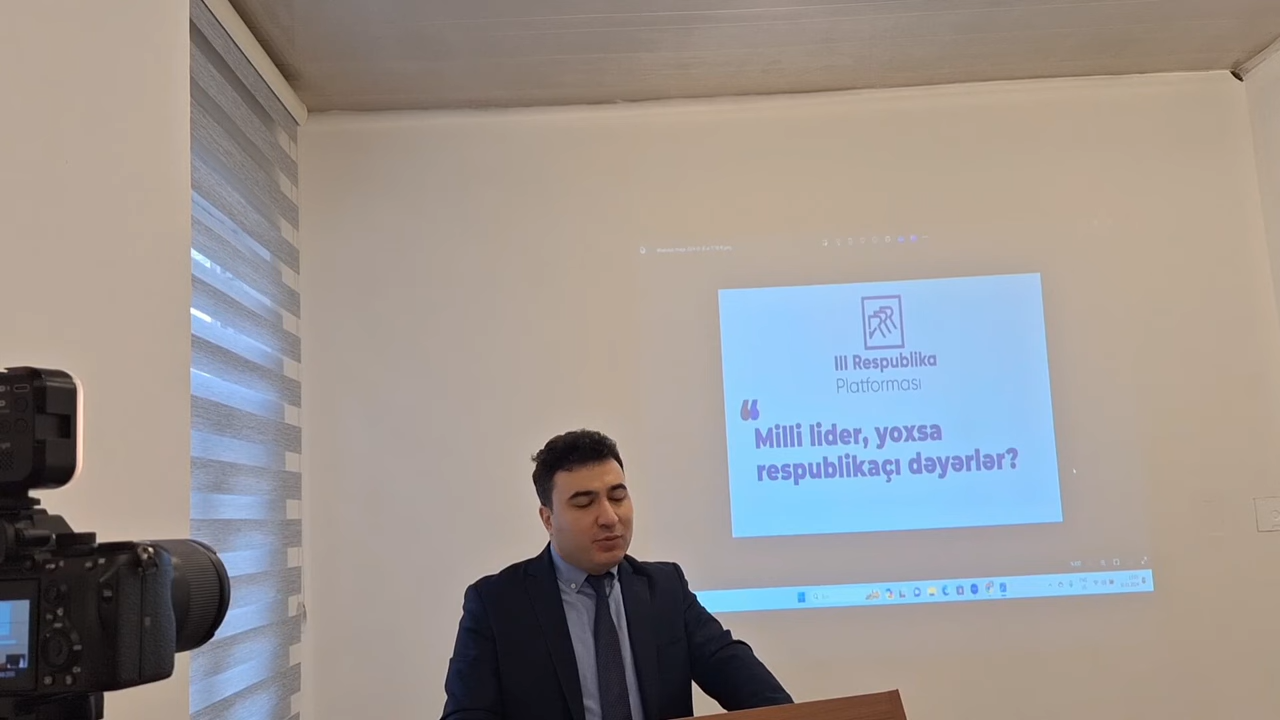 III Respublika
Platforması
“
Milli lider, yoxsa
respublikaçı dəyərlər?